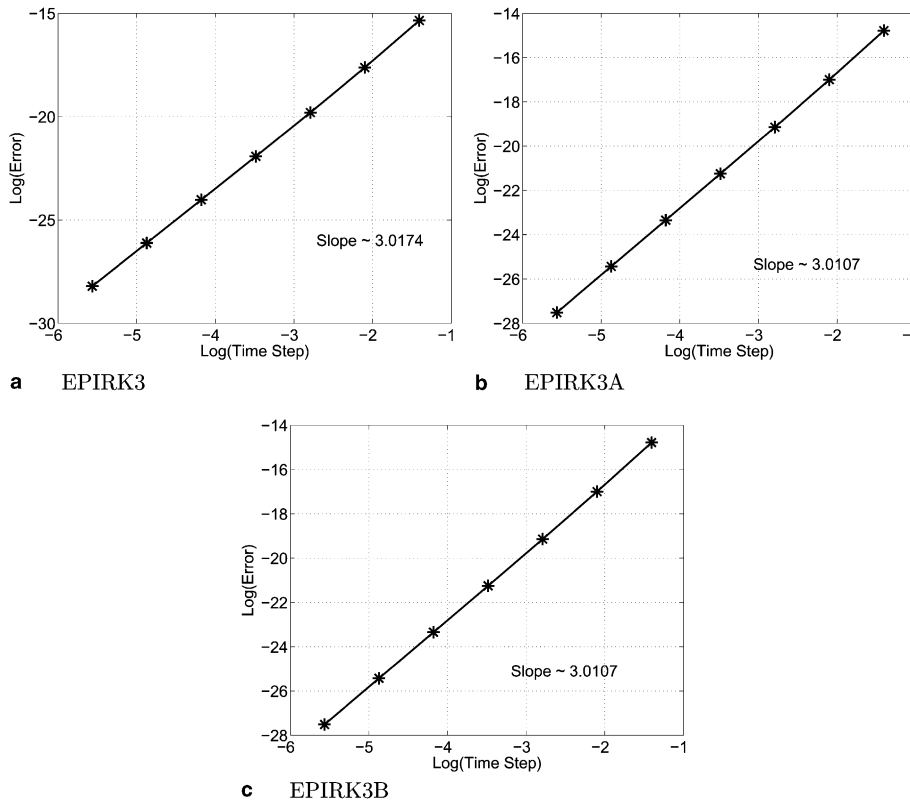 −15
−20
−25
−30
Log(Error)
Slope ~ 3.0174
−6 −5 −4 −3 −2 −1
Log(Time Step)
a EPIRK3
−14
−16
−18
−20
−22
−24
−26
−28
Log(Error)
Slope ~ 3.0107
−6 −5 −4 −3 −2 −
Log(Time Step)
b EPIRK3A
−14
−16
−18
−20
−22
−24
−26
−28
Log(Error)
Slope ~ 3.0107
−6 −5 −4 −3 −2 −1
Log(Time Step)
c EPIRK3B